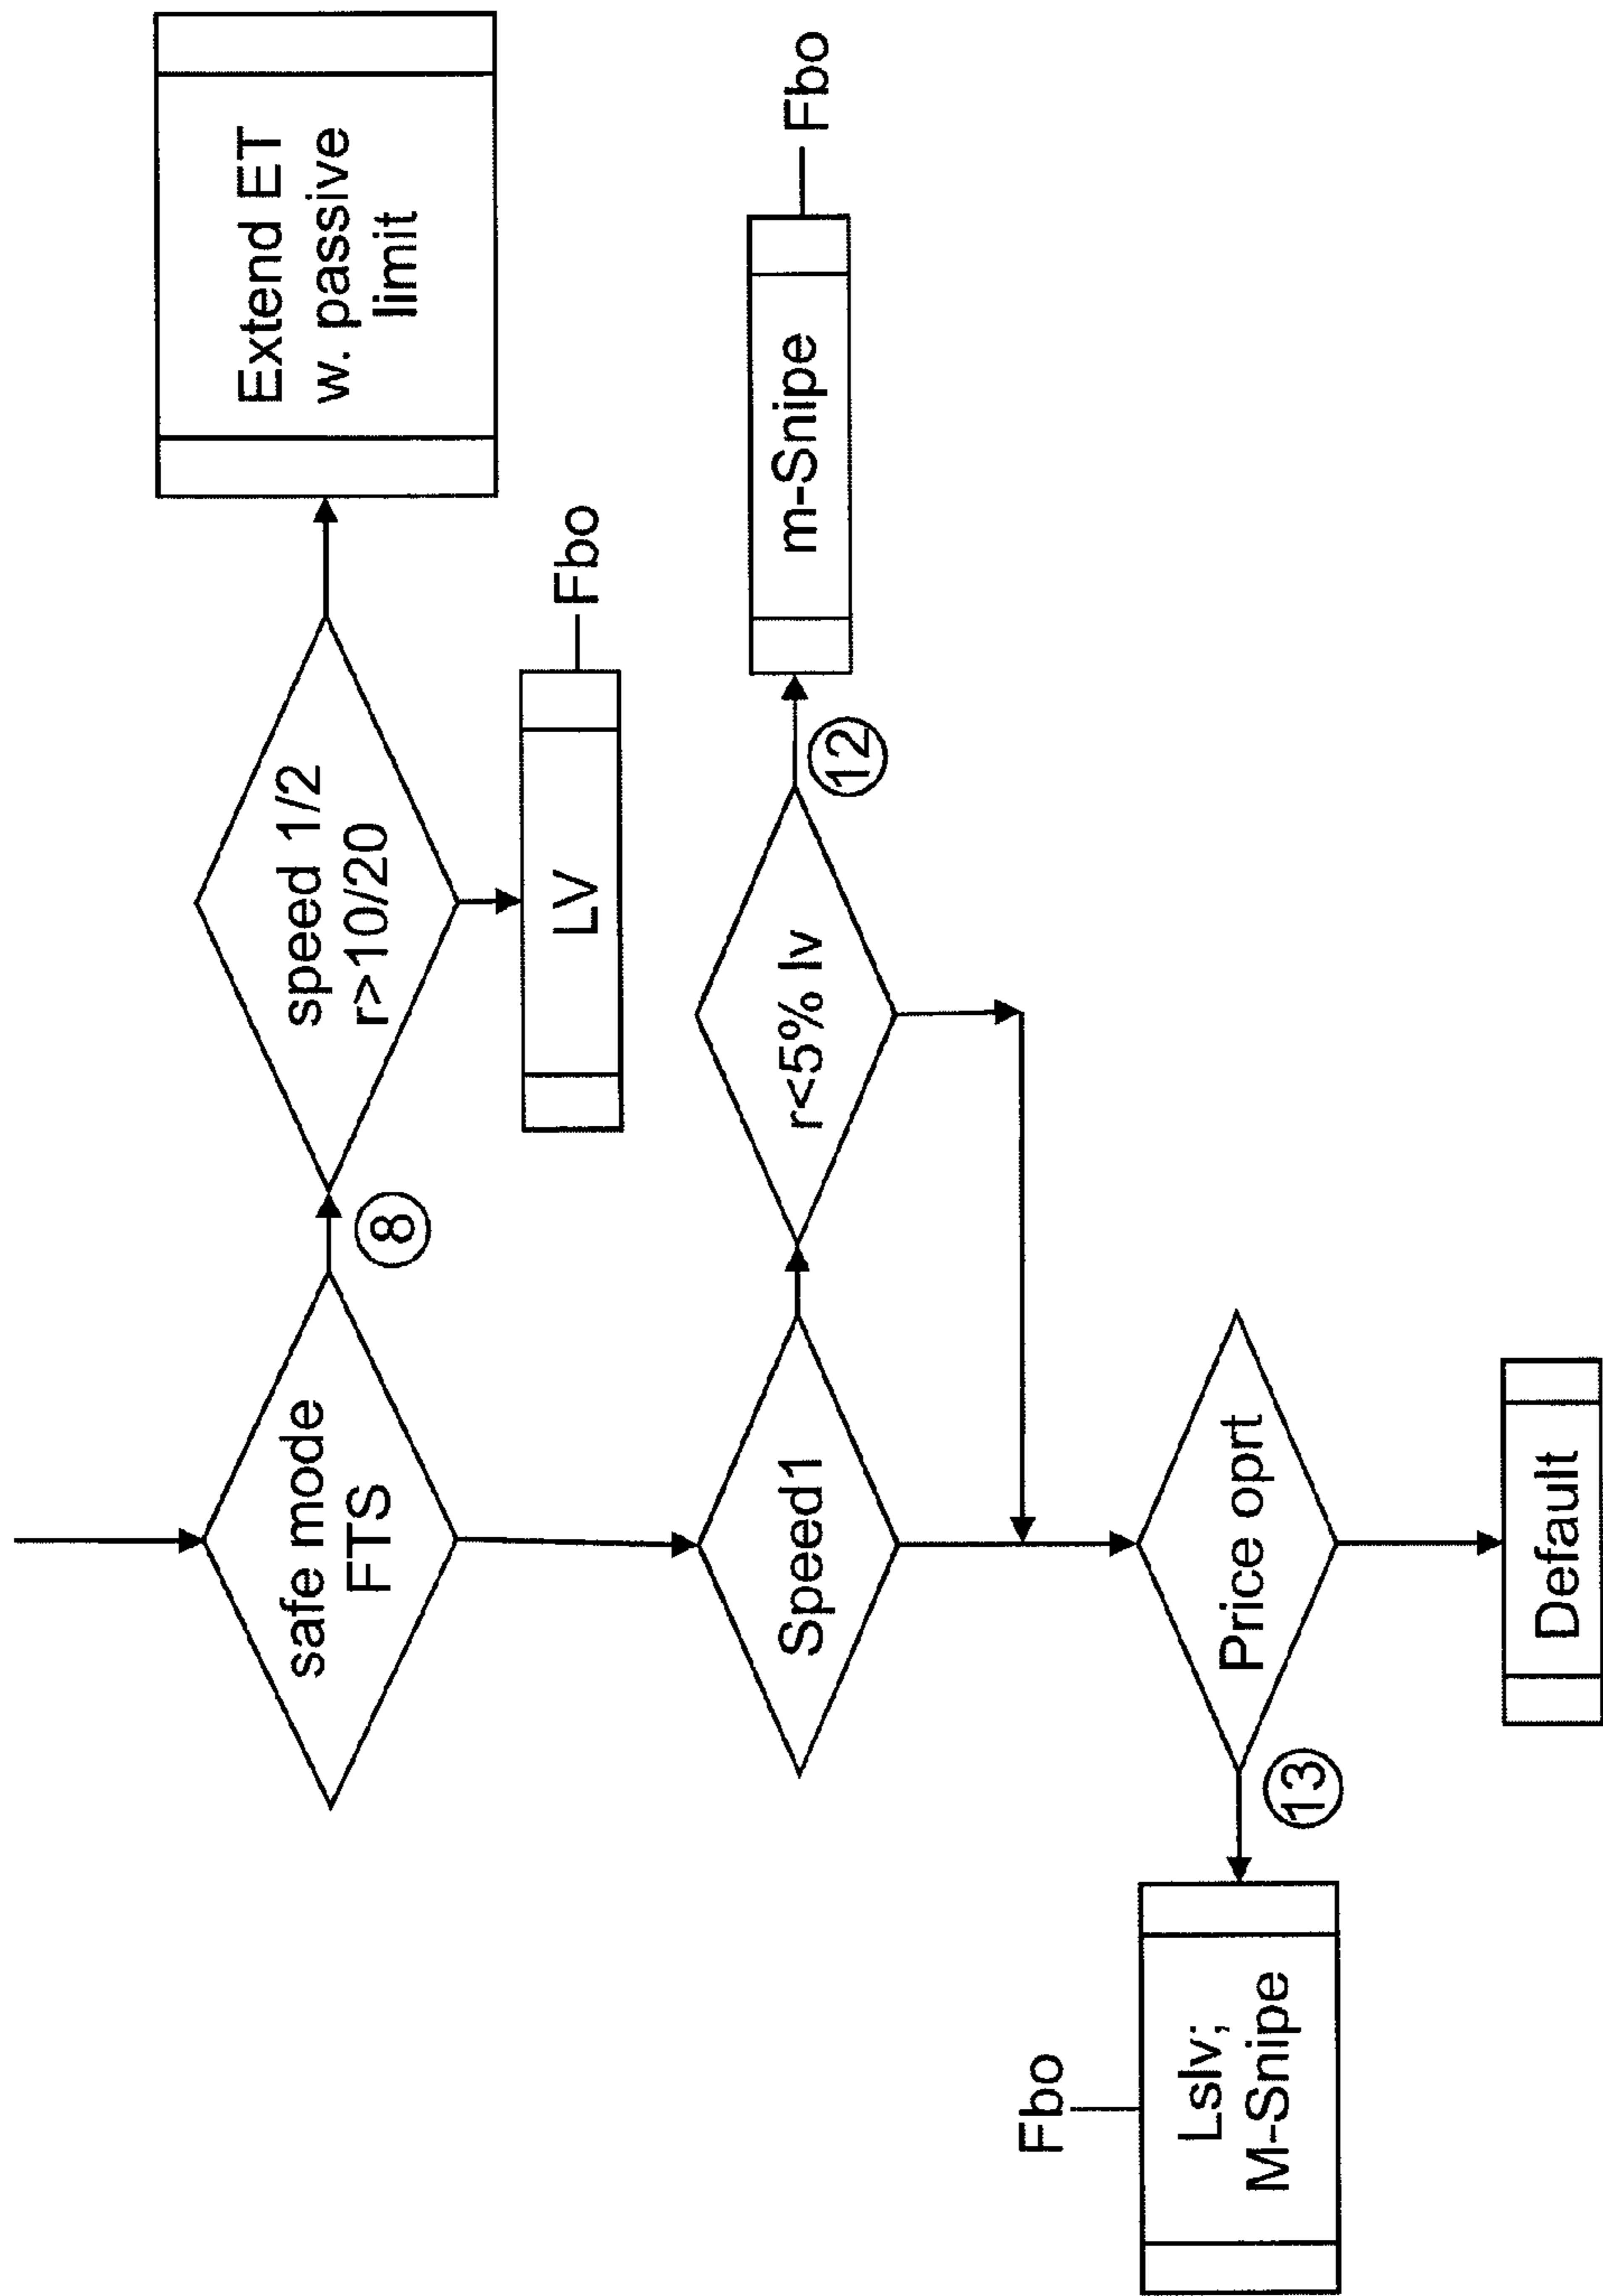 safe mode
FTS
8
speed 1/2
r>10/20
Extend ET
w. passive
limit
LV
Fbo
Speed1
r<5% lv
12
m-Snipe
Fbo
Price oprt
13
Fbo
Lslv;
M-Snipe
Default